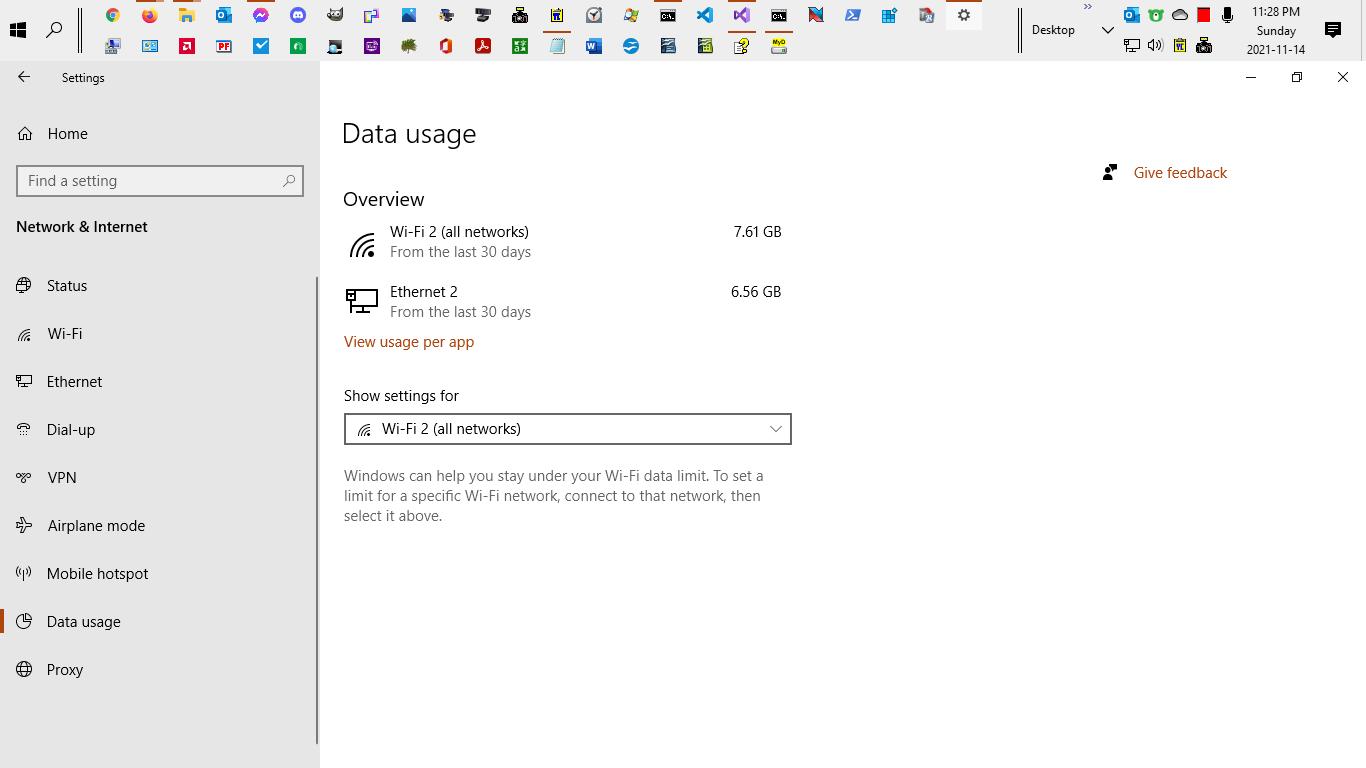 11:28 PM
Desktop
Sunday
2021-11-14
Settings
Home
Find a setting
Network & Internet
Status
Wi-Fi
Ethernet
Dial-up
VPN
Airplane mode
Mobile hotspot
Data usage
Proxy
Data usage
Give feedback
Overview
Wi-Fi 2 (all networks) 7.61 GB
From the last 30 days
Ethernet 2 6.56 GB
From the last 30 days
View usage per app
Show settings for
Wi-Fi 2 (all networks)
Windows can help you stay under your Wi-Fi data limit. To set a
limit for a specific Wi-Fi network, connect to that network, then
select it above.